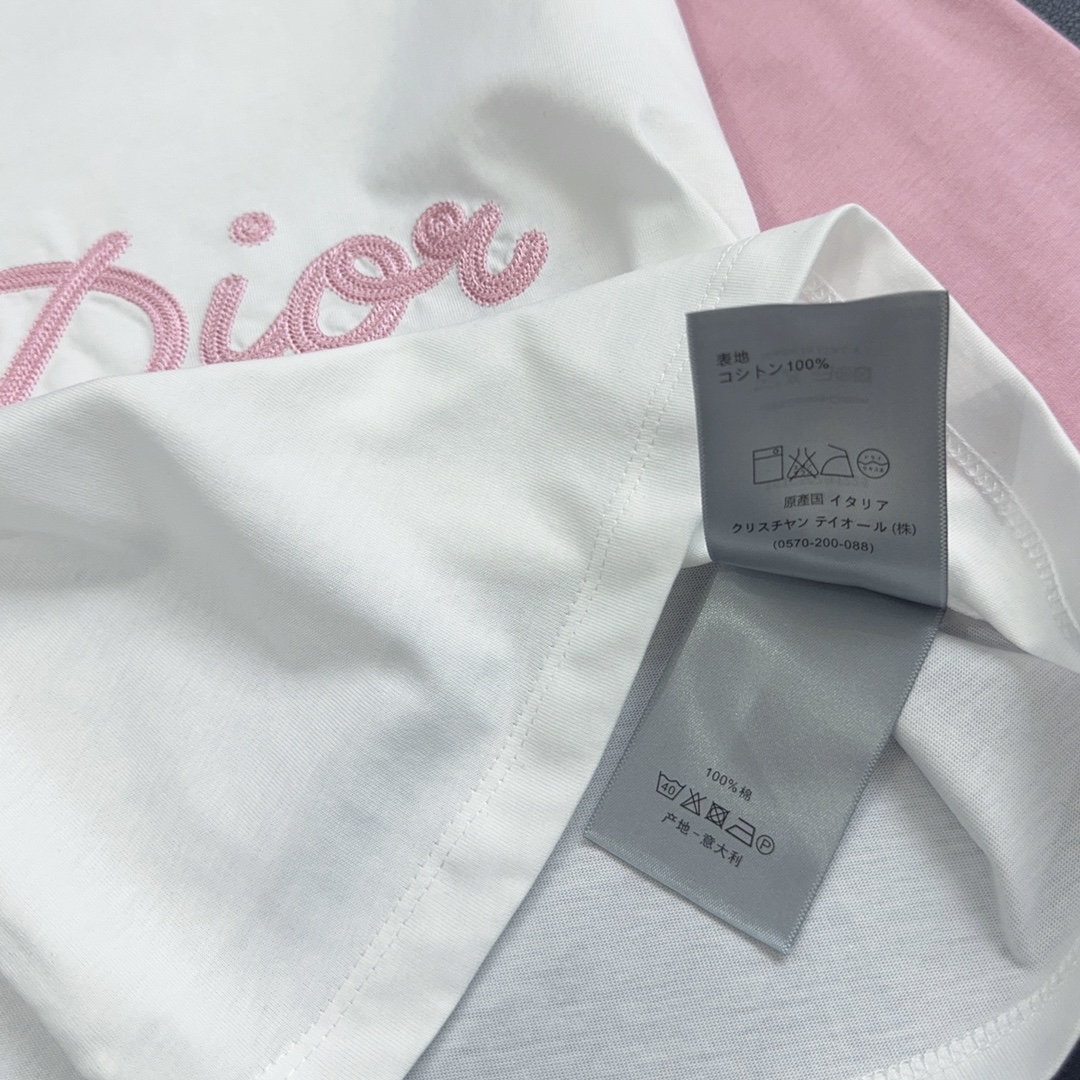 Dior
表地
コシトン100%
原産国 イタリア
クリスチャン テイオール (株)
(0570-200-088)
100%棉
40
P
产地-意大利